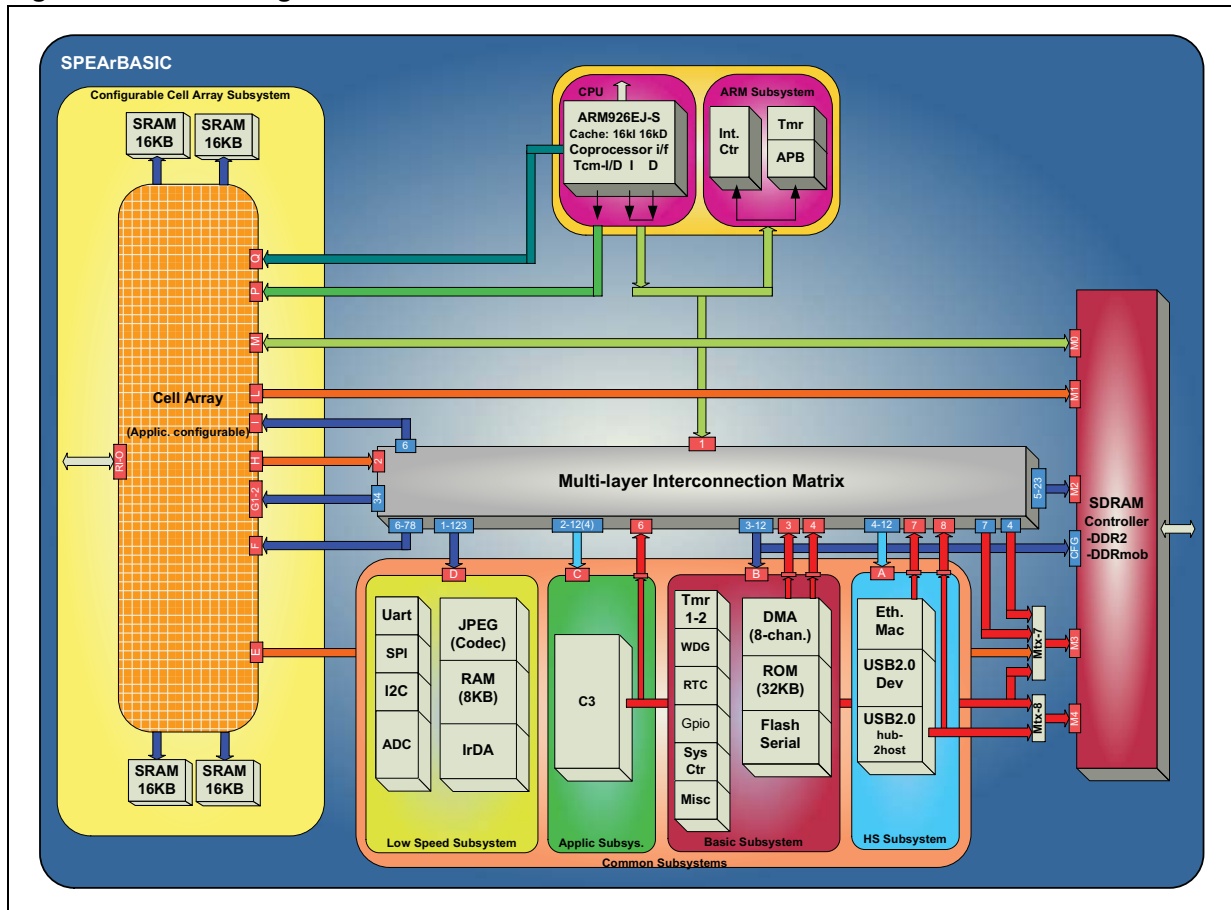 SPEArBASIC
Configurable Cell Array Subsystem
SRAM
16KB
SRAM
16KB
CPU
ARM926EJ-S
Cache: 16kI 16kD
Coprocessor i/f
Tcm-I/D I D
ARM Subsystem
Int.
Ctr
Tmr
APB
Q
P
M
L
I
H
G1-2
F
E
RI-O
Cell Array
(Applic. configurable)
M0
M1
M2
CFG
M3
M4
SDRAM
Controller
-DDR2
-DDRmob
1
6
2
34
5-23
Multi-layer Interconnection Matrix
6-78
1-123
2-12(4)
6
3-12
3
4
4-12
7
8
7
4
D
C
B
A
Mtx-7
Mtx-8
Uart
SPI
I2C
ADC
JPEG
(Codec)
RAM
(8KB)
IrDA
Low Speed Subsystem
C3
Applic Subsys.
Tmr
1-2
WDG
RTC
Gpio
Sys
Ctr
Misc
DMA
(8-chan.)
ROM
(32KB)
Flash
Serial
Basic Subsystem
Eth.
Mac
USB2.0
Dev
USB2.0
hub-
2host
HS Subsystem
Common Subsystems
SRAM
16KB
SRAM
16KB